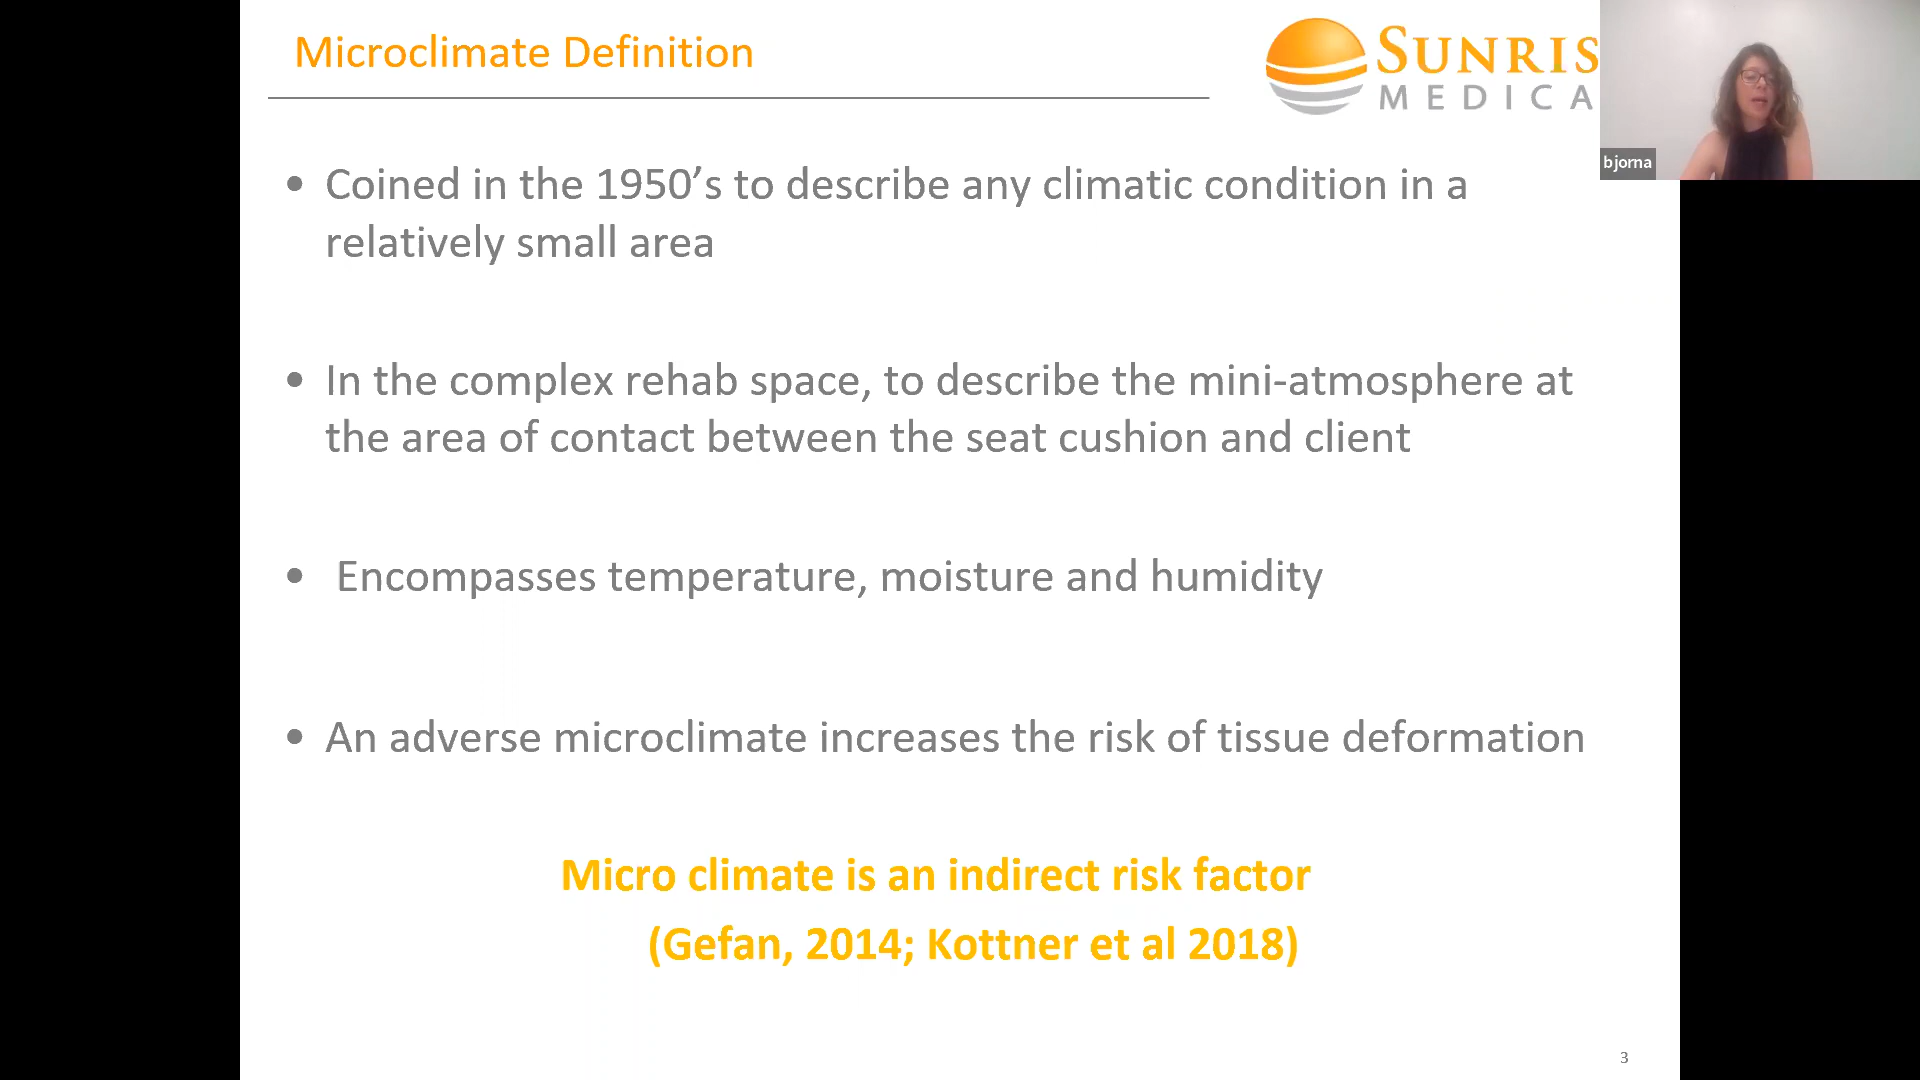 Microclimate Definition
SUNRIS
MEDICA
bjorna
• Coined in the 1950’s to describe any climatic condition in a
relatively small area
• In the complex rehab space, to describe the mini-atmosphere at
the area of contact between the seat cushion and client
• Encompasses temperature, moisture and humidity
• An adverse microclimate increases the risk of tissue deformation
Micro climate is an indirect risk factor
(Gefan, 2014; Kottner et al 2018)
3